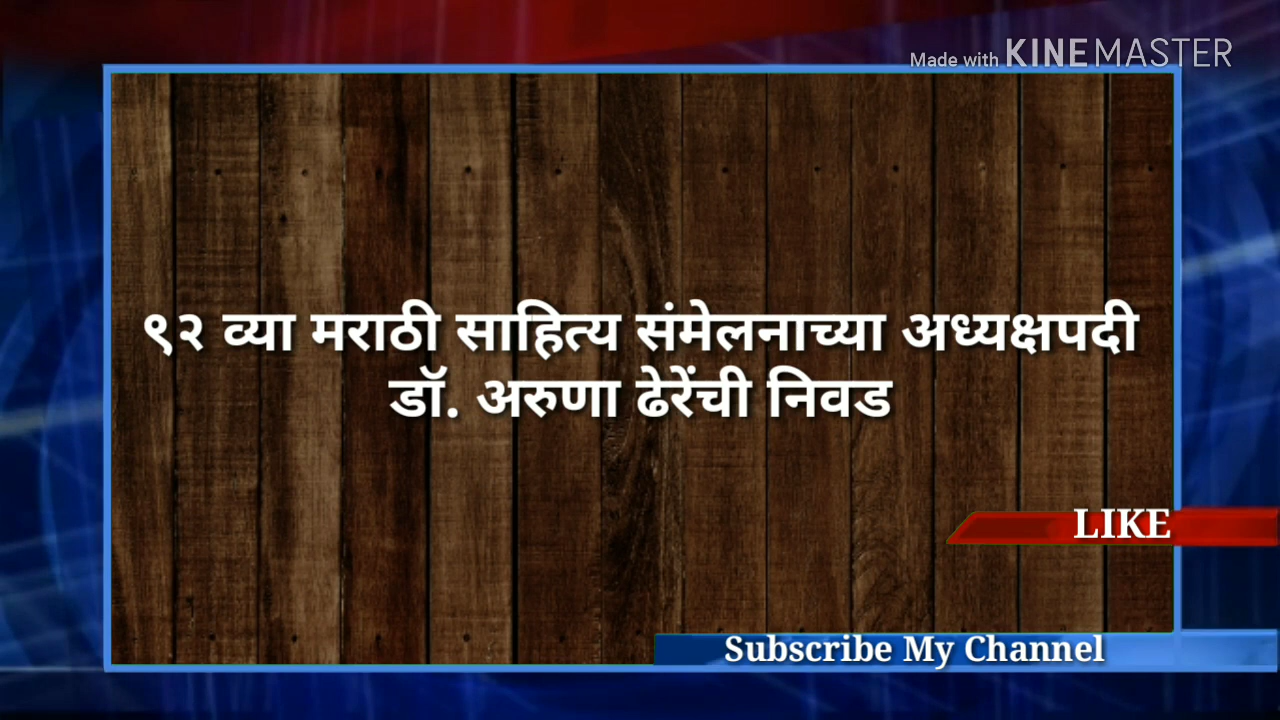 Made with KINEMASTER
९२ व्या मराठी साहित्य संमेलनाच्या अध्यक्षपदी
डॉ. अरुणा ढेरेंची निवड
LIKE
Subscribe My Channel